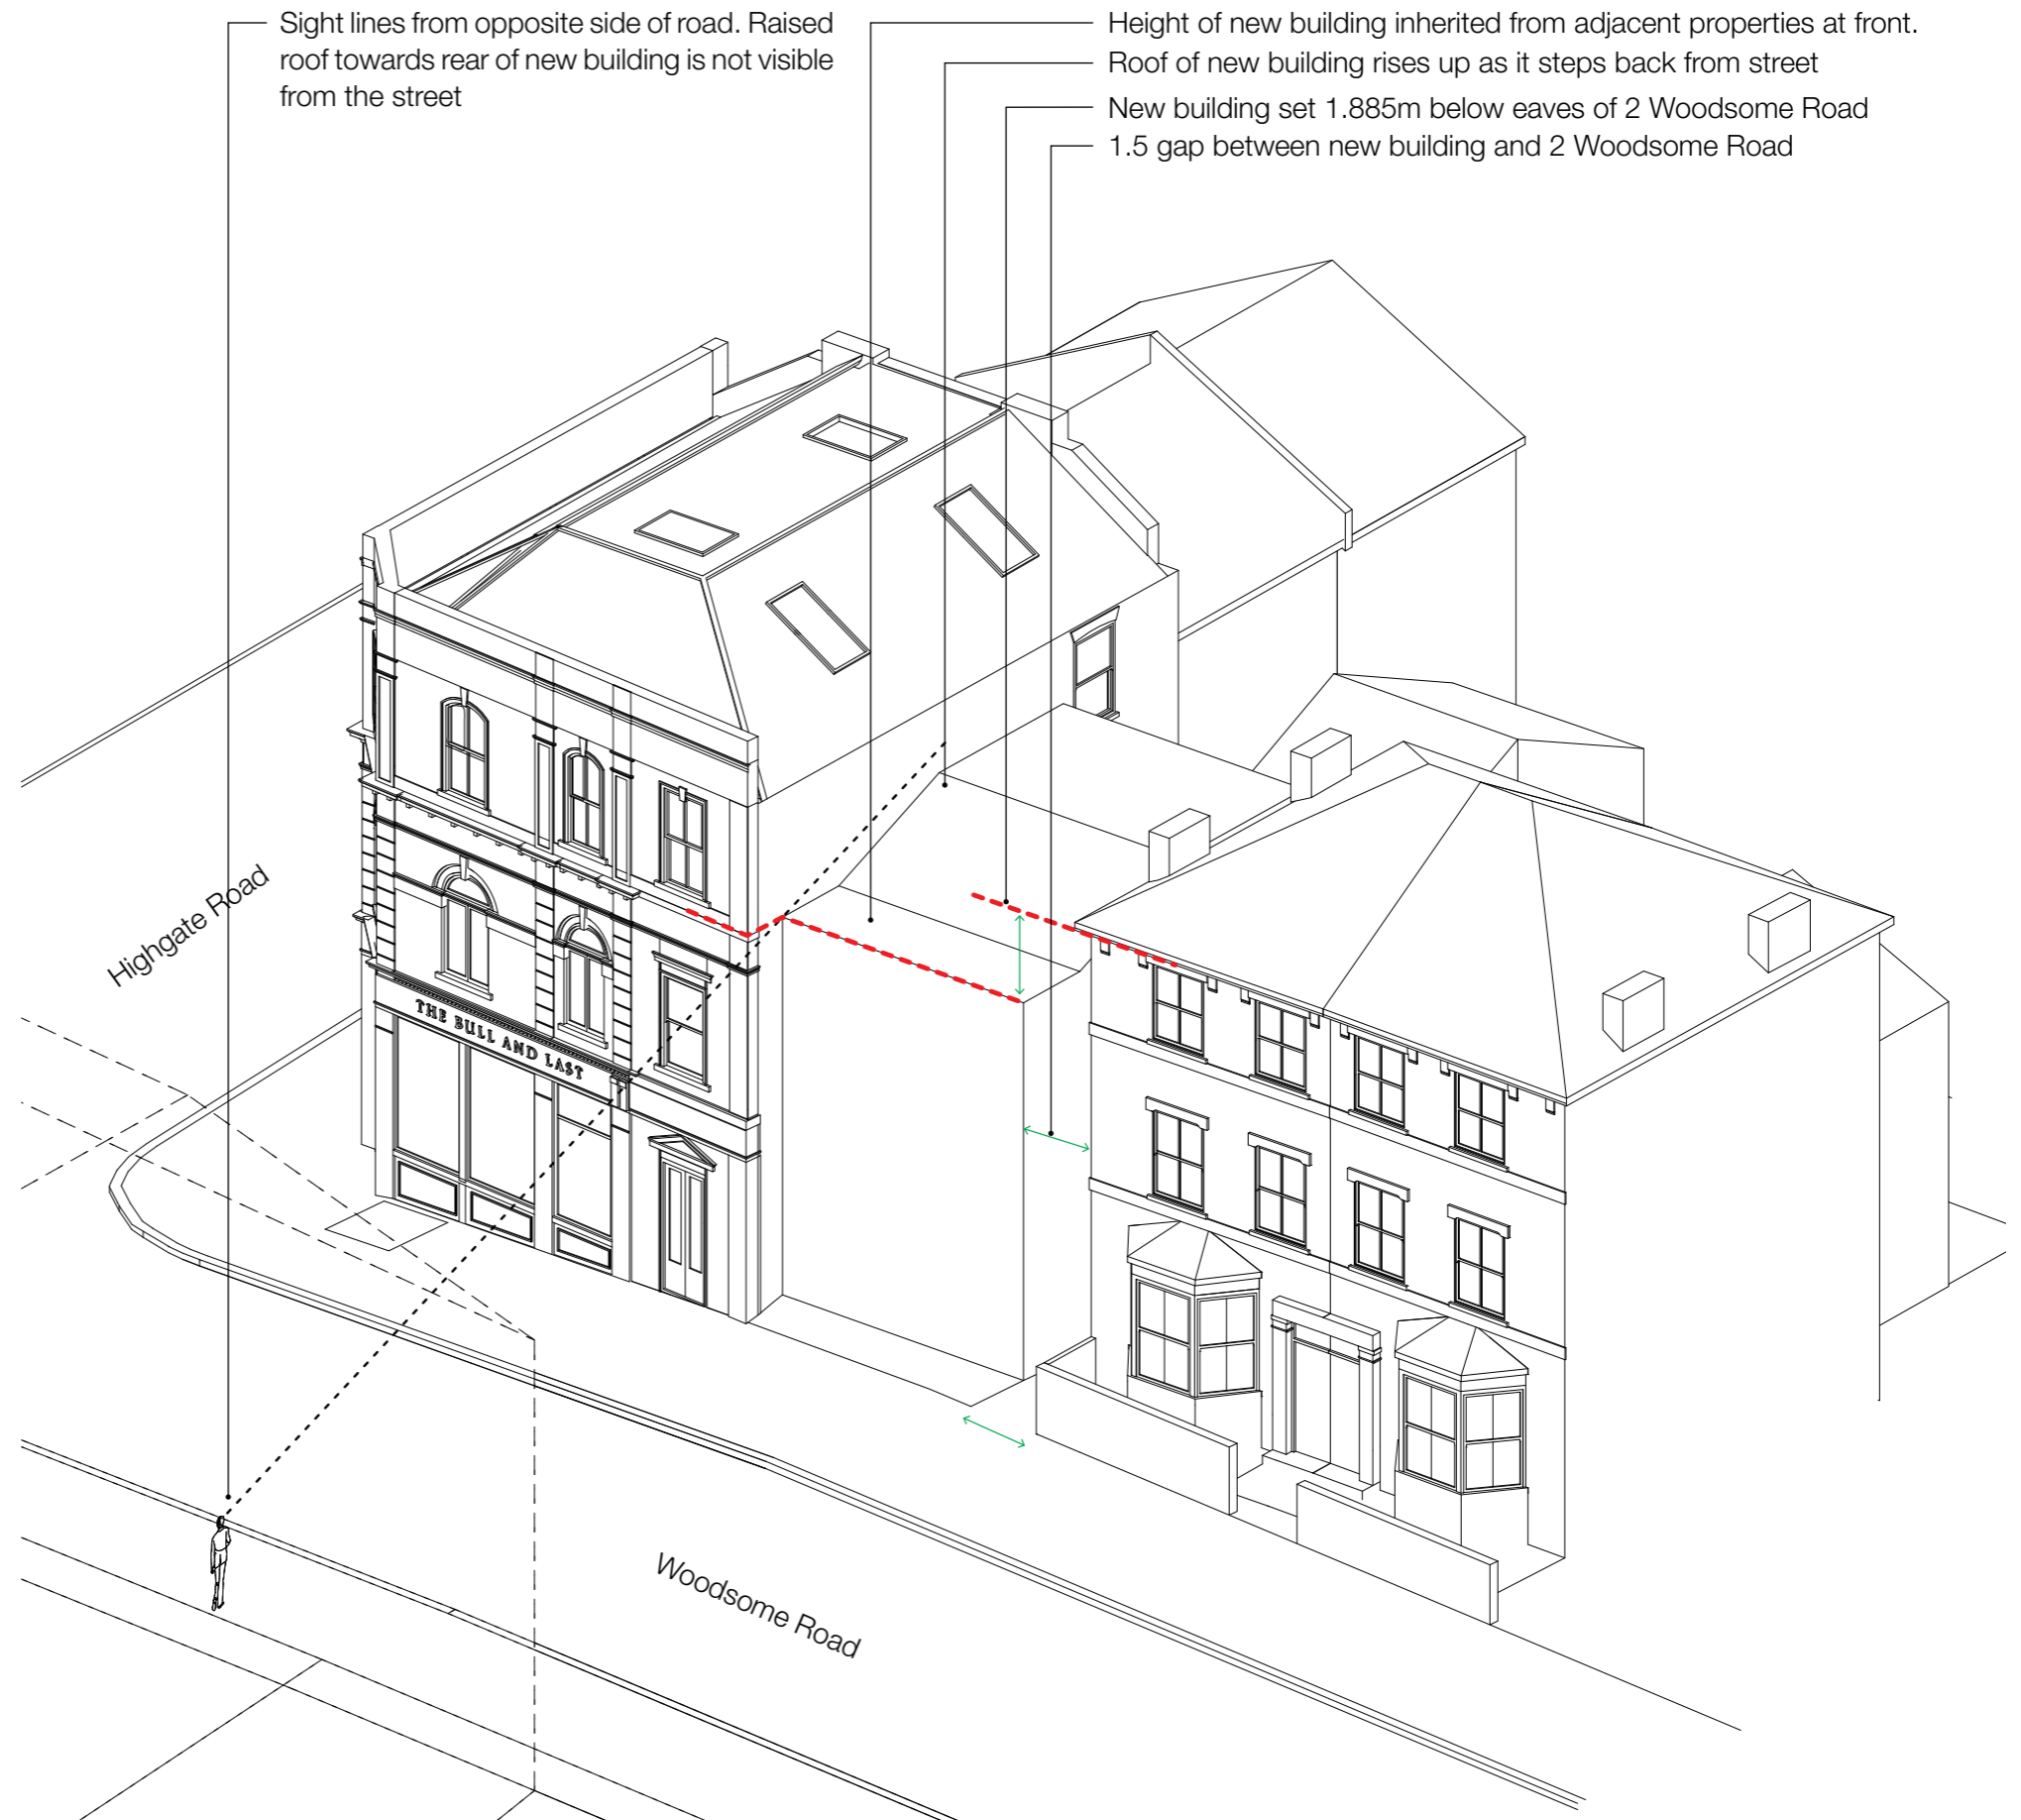 Sight lines from opposite side of road. Raised
roof towards rear of new building is not visible
from the street
Height of new building inherited from adjacent properties at front.
Roof of new building rises up as it steps back from street
New building set 1.885m below eaves of 2 Woodsome Road
1.5 gap between new building and 2 Woodsome Road
Highgate Road
THE BULL AND LAST
Woodsome Road